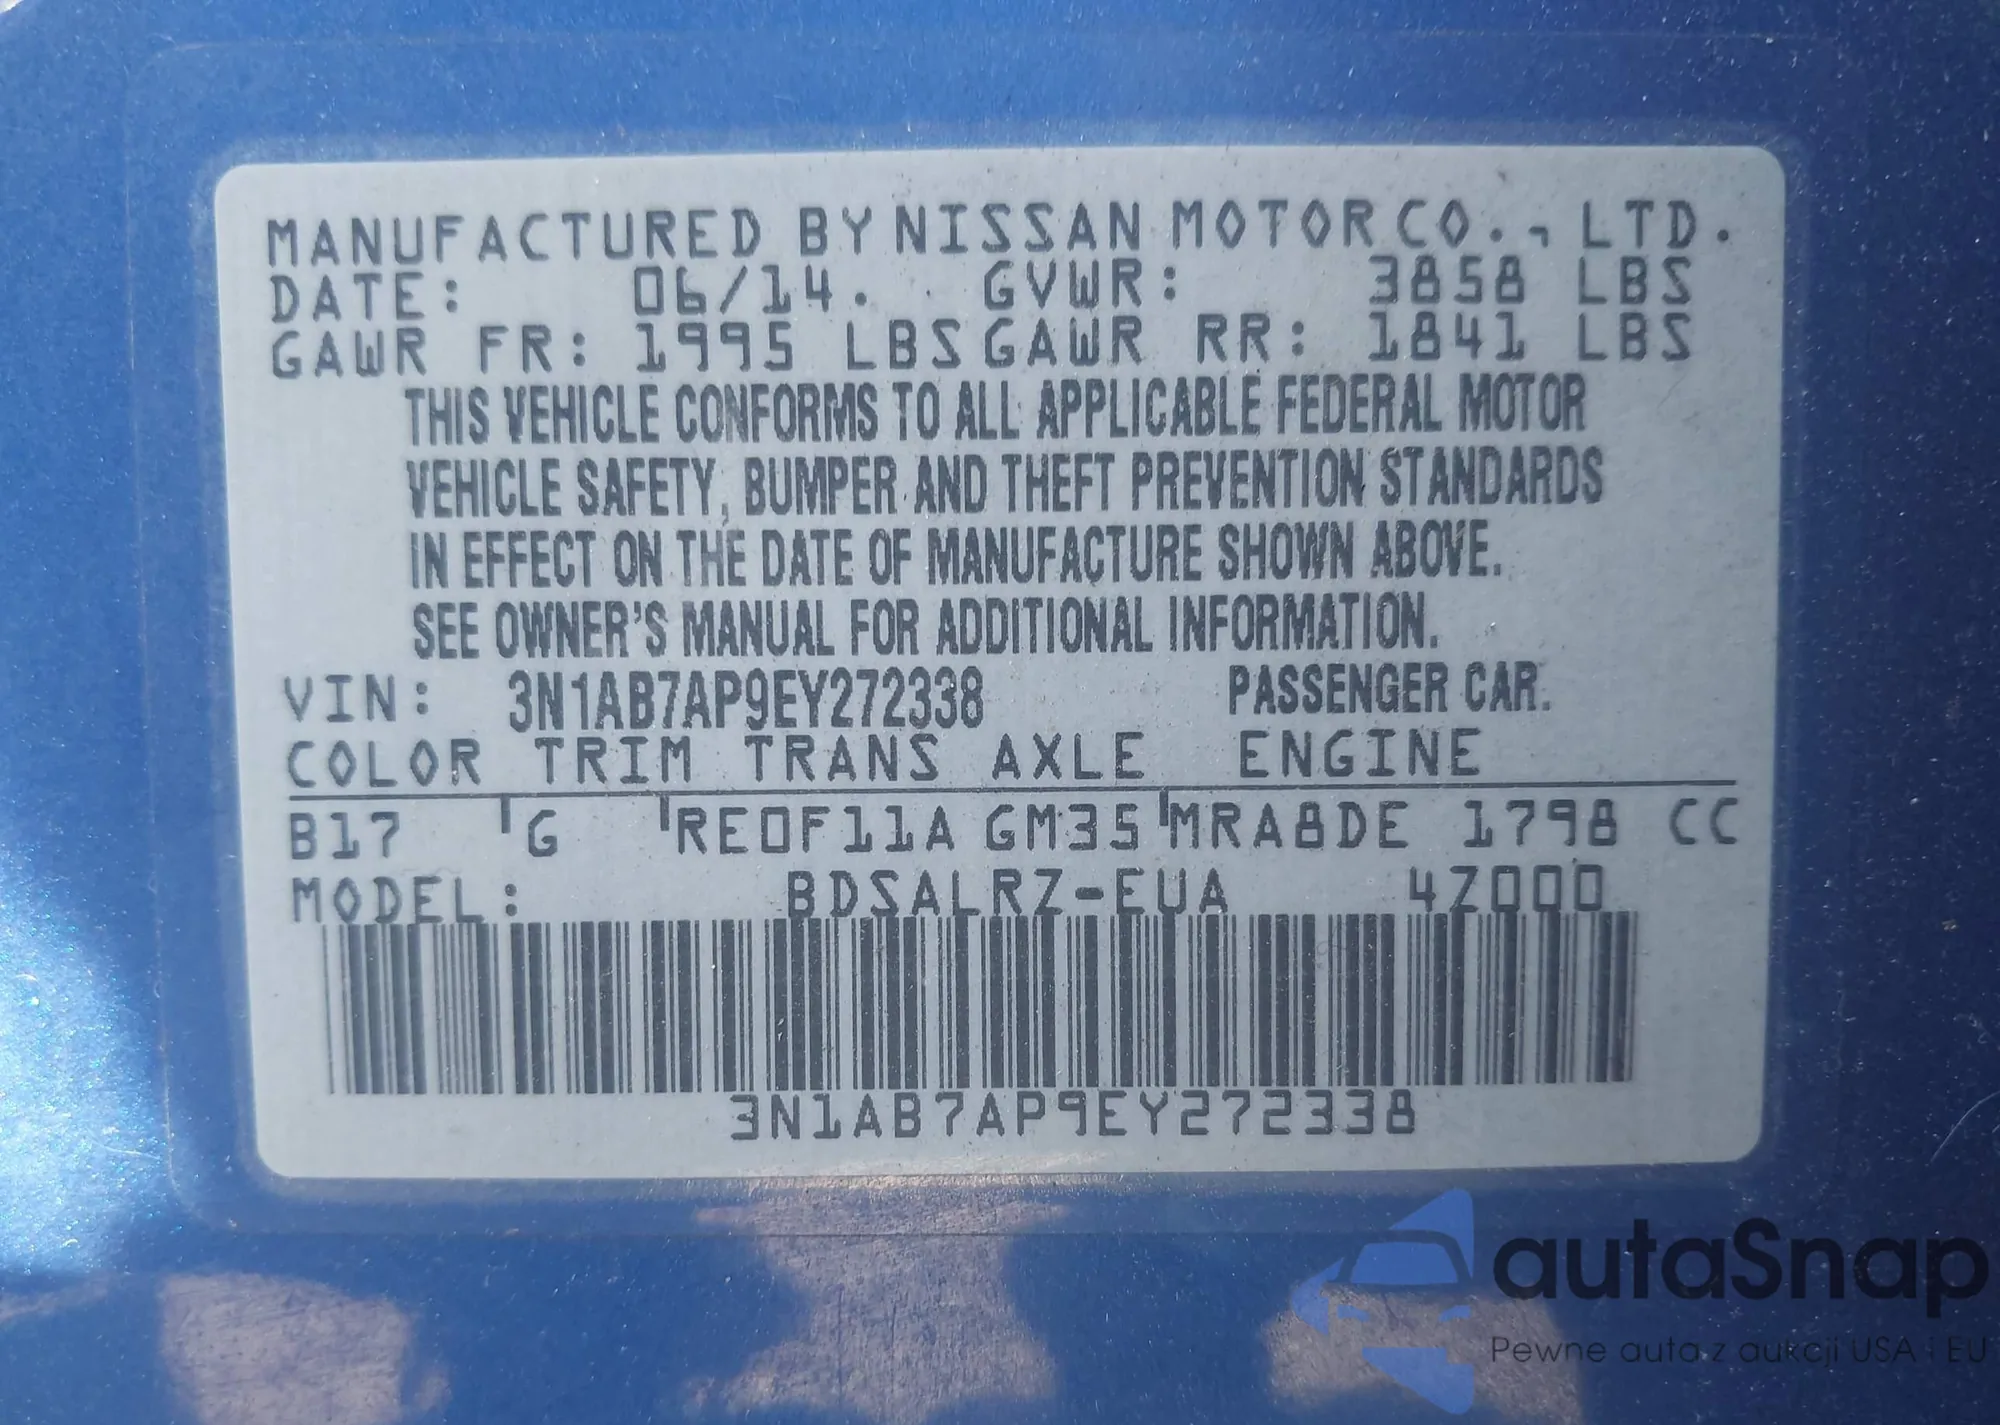 MANUFACTURED BY NISSAN MOTOR CO., LTD.
DATE: 06/14. GVWR: 3858 LBS
GAWR FR: 1995 LBS GAWR RR: 1841 LBS
THIS VEHICLE CONFORMS TO ALL APPLICABLE FEDERAL MOTOR
VEHICLE SAFETY, BUMPER AND THEFT PREVENTION STANDARDS
IN EFFECT ON THE DATE OF MANUFACTURE SHOWN ABOVE.
SEE OWNER'S MANUAL FOR ADDITIONAL INFORMATION.
VIN: 3N1AB7AP9EY272338 PASSENGER CAR.
COLOR TRIM TRANS AXLE ENGINE
B17 G RE0F11A GM35 MRA8DE 1798 CC
MODEL: BDSALRZ-EUA 4Z000
3N1AB7AP9EY272338
autaSnap
Pewne auta z aukcji USA i EU